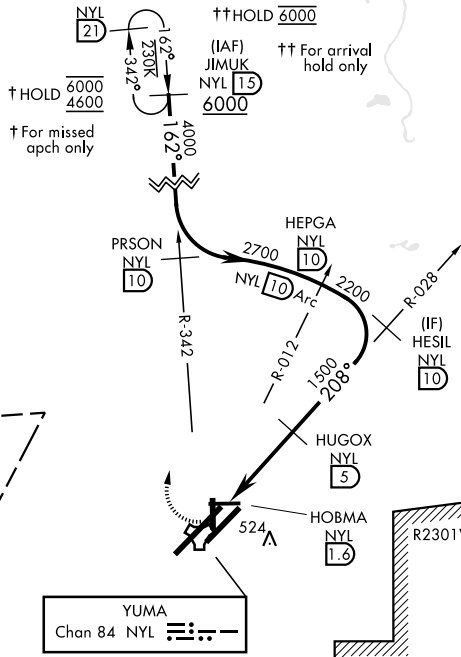 NYL
21
††HOLD 6000
†† For arrival
hold only
162°
230K
342°
(IAF)
JIMUK
NYL 15
6000
†HOLD 6000
4600
† For missed
apch only
4000
162°
PRSON
NYL
10
2700
NYL 10 Arc
HEPGA
NYL
10
2200
R-342
R-012
R-028
(IF)
HESIL
NYL
10
1500
208°
HUGOX
NYL
5
HOBMA
NYL
1.6
524
YUMA
Chan 84 NYL